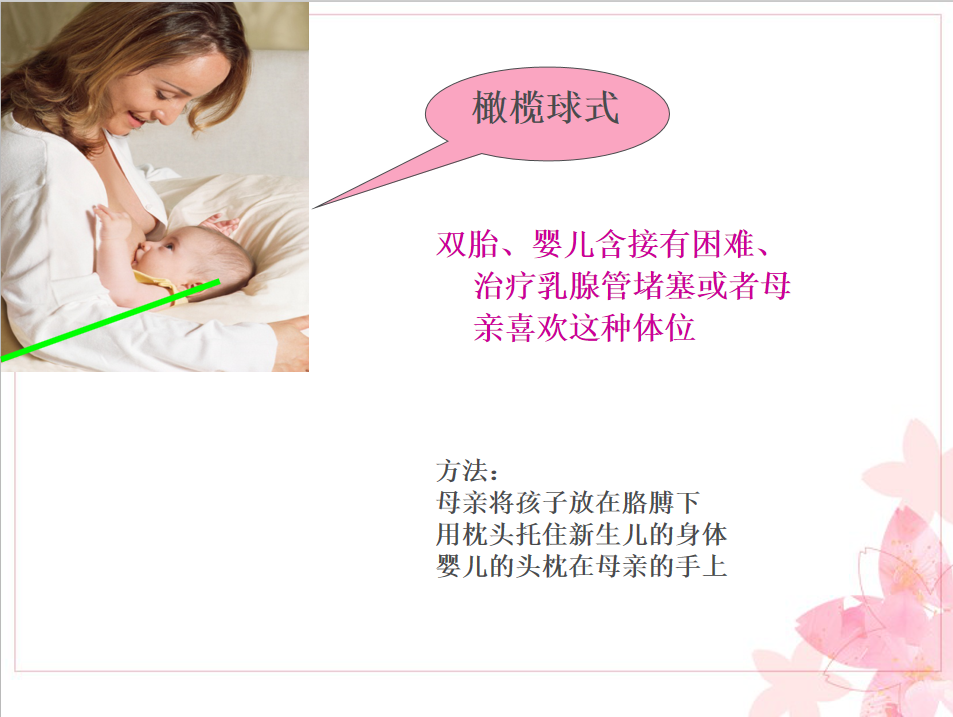 橄榄球式
双胎、婴儿含接有困难、
治疗乳腺管堵塞或者母
亲喜欢这种体位
方法：
母亲将孩子放在胳膊下
用枕头托住新生儿的身体
婴儿的头枕在母亲的手上